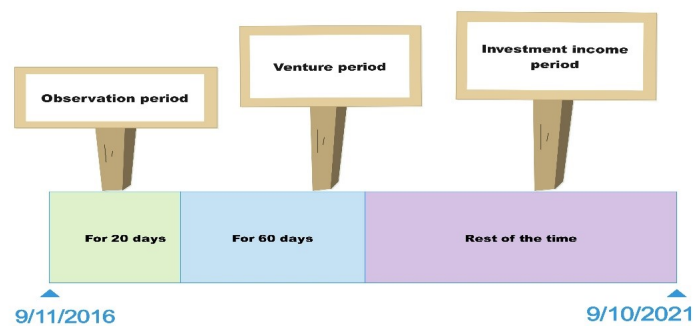 Observation period
Venture period
Investment income
period
For 20 days
For 60 days
Rest of the time
9/11/2016
9/10/2021